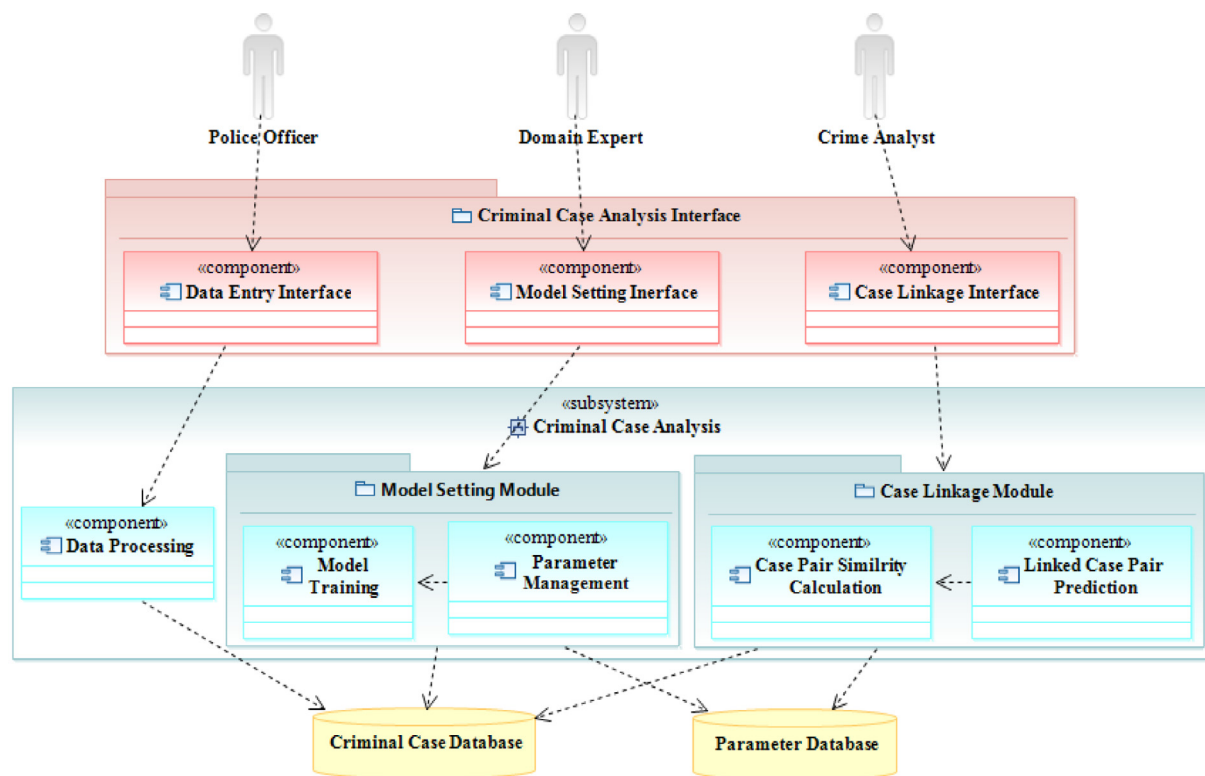 Police Officer
Domain Expert
Crime Analyst
Criminal Case Analysis Interface
«component»
Data Entry Interface
«component»
Model Setting Inerface
«component»
Case Linkage Interface
«subsystem»
Criminal Case Analysis
Model Setting Module
Case Linkage Module
«component»
Data Processing
«component»
Model
Training
«component»
Parameter
Management
«component»
Case Pair Similrity
Calculation
«component»
Linked Case Pair
Prediction
Criminal Case Database
Parameter Database